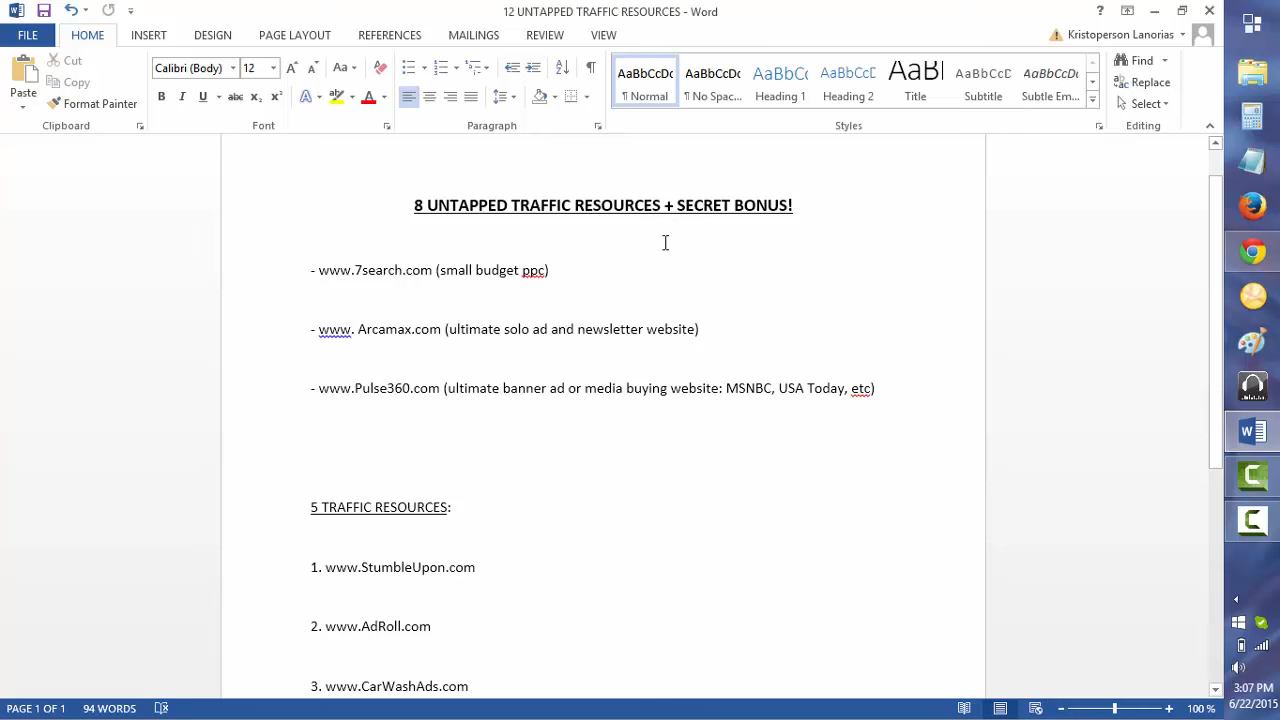 12 UNTAPPED TRAFFIC RESOURCES - Word
FILE HOME INSERT DESIGN PAGE LAYOUT REFERENCES MAILINGS REVIEW VIEW
Kristoperson Lanorias
Paste
Cut
Copy
Format Painter
Clipboard
Calibri (Body) 12
Font
Paragraph
AaBbCcDc AaBbCcDc AaBbCc AaBbCcC AaBl AaBbCcD AaBbCcDc
¶ Normal ¶ No Spac... Heading 1 Heading 2 Title Subtitle Subtle Em...
Styles
Find
Replace
Select
Editing
8 UNTAPPED TRAFFIC RESOURCES + SECRET BONUS!
- www.7search.com (small budget ppc)
- www. Arcamax.com (ultimate solo ad and newsletter website)
- www.Pulse360.com (ultimate banner ad or media buying website: MSNBC, USA Today, etc)
5 TRAFFIC RESOURCES:
1. www.StumbleUpon.com
2. www.AdRoll.com
3. www.CarWashAds.com
PAGE 1 OF 1 94 WORDS 100 %
3:07 PM
6/22/2015